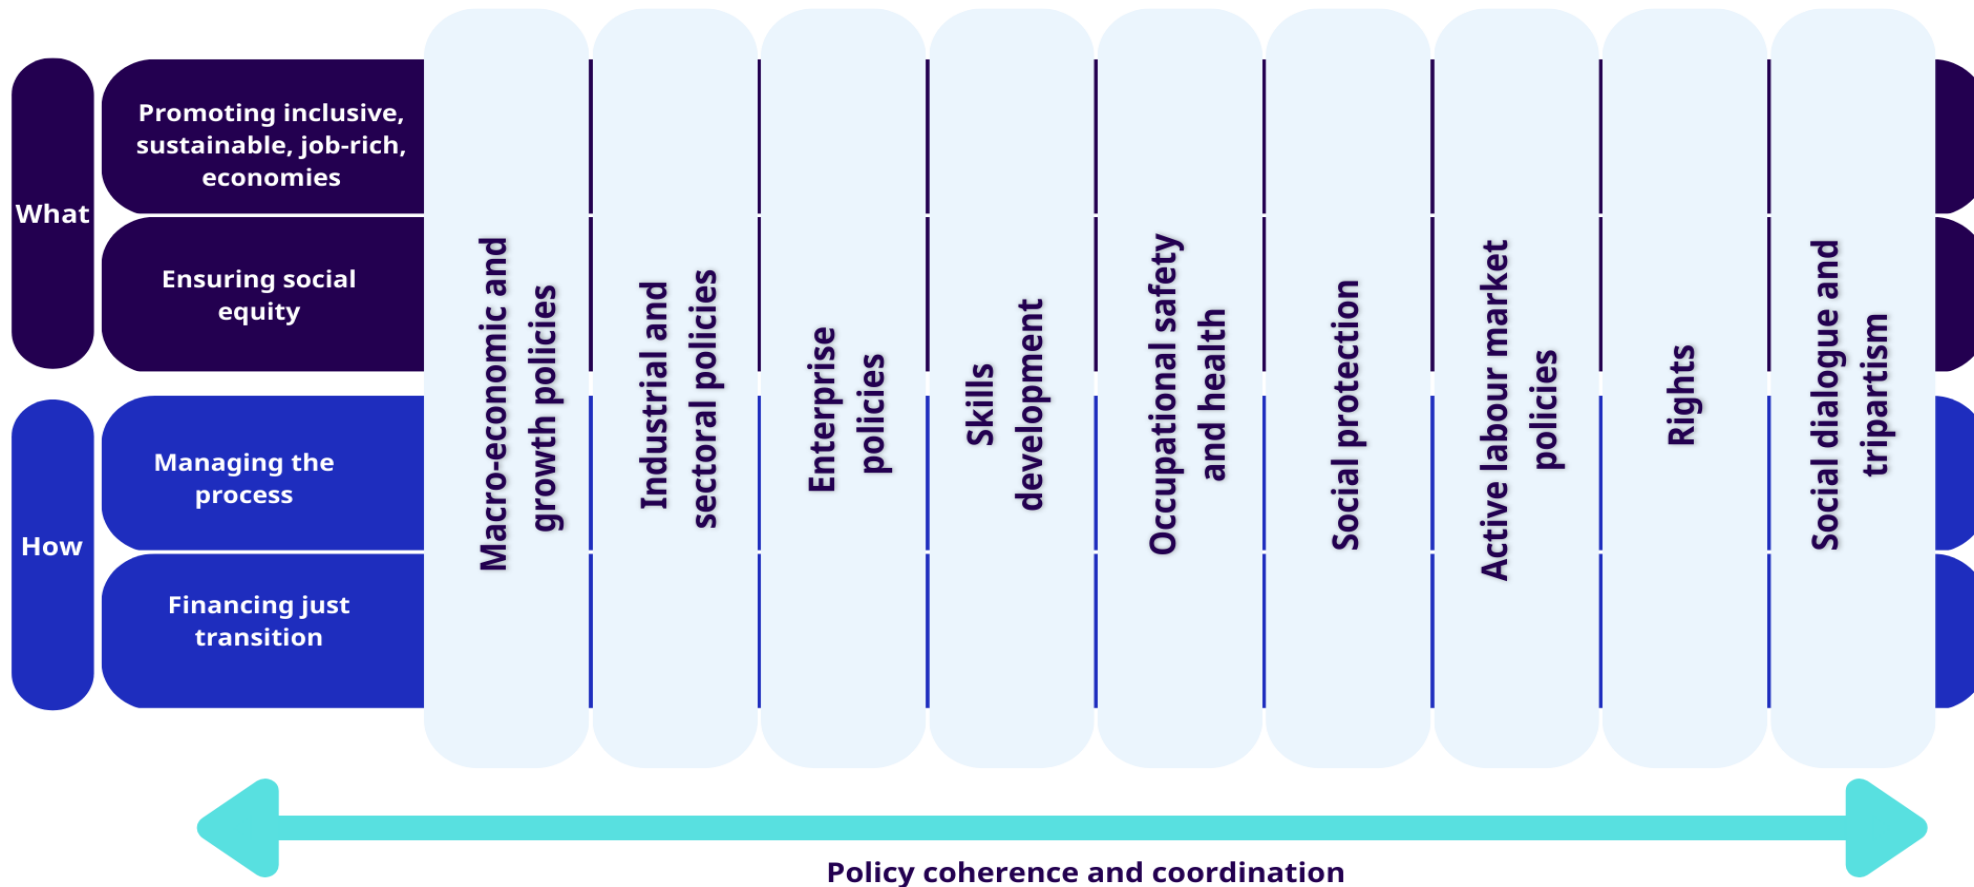 What
Promoting inclusive,
sustainable, job-rich,
economies
Ensuring social
equity
How
Managing the
process
Financing just
transition
Macro-economic and
growth policies
Industrial and
sectoral policies
Enterprise
policies
Skills
development
Occupational safety
and health
Social protection
Active labour market
policies
Rights
Social dialogue and
tripartism
Policy coherence and coordination